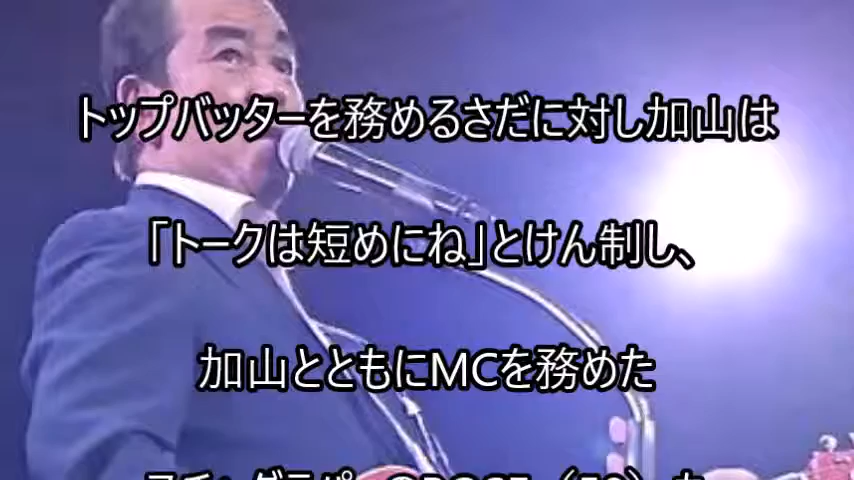 トップバッターを務めるさだに対し加山は
「トークは短めにね」とけん制し、
加山とともにMCを務めた